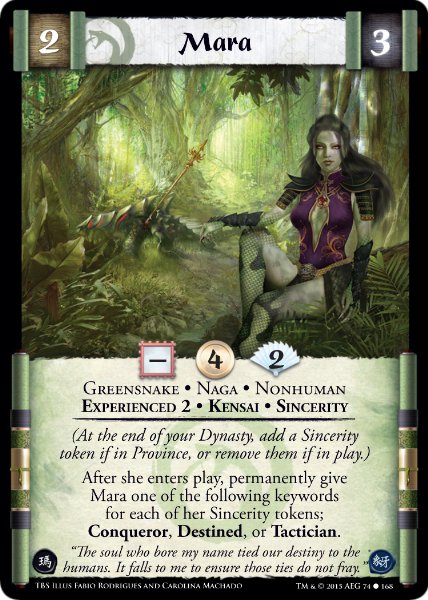 2 Mara 3
– 4 2
Greensnake • Naga • Nonhuman
Experienced 2 • Kensai • Sincerity
(At the end of your Dynasty, add a Sincerity
token if in Province, or remove them if in play.)
After she enters play, permanently give
Mara one of the following keywords
for each of her Sincerity tokens;
Conqueror, Destined, or Tactician.
“The soul who bore my name tied our destiny to the
humans. It falls to me to ensure those ties do not fray.”
TBS Illus Fabio Rodrigues and Carolina Machado TM & © 2015 AEG 74 ● 168